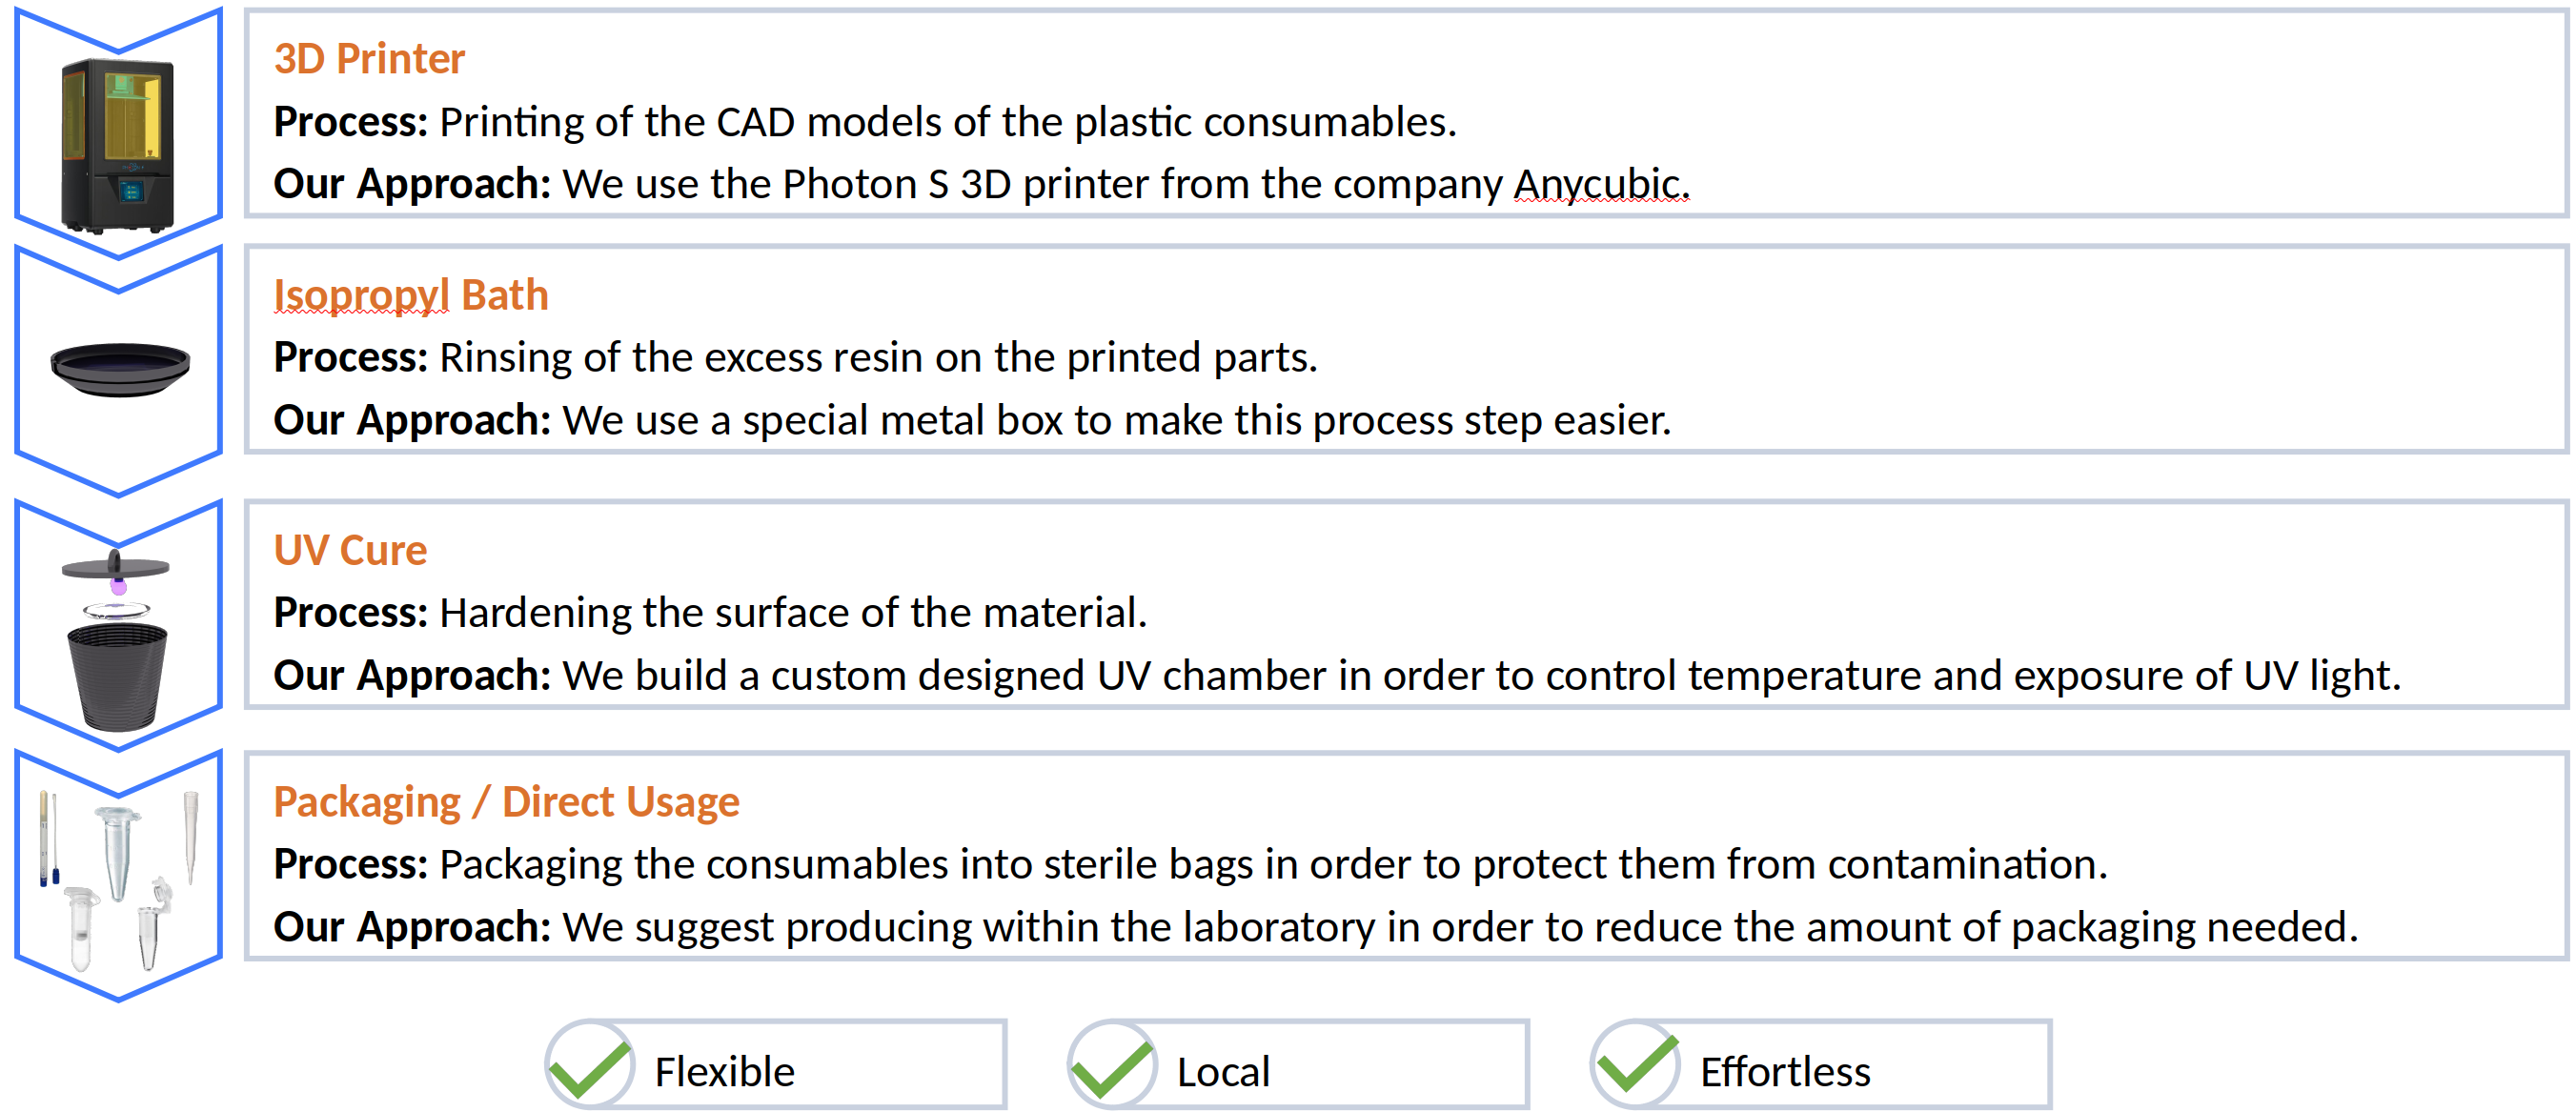 3D Printer
Process: Printing of the CAD models of the plastic consumables.
Our Approach: We use the Photon S 3D printer from the company Anycubic.
Isopropyl Bath
Process: Rinsing of the excess resin on the printed parts.
Our Approach: We use a special metal box to make this process step easier.
UV Cure
Process: Hardening the surface of the material.
Our Approach: We build a custom designed UV chamber in order to control temperature and exposure of UV light.
Packaging / Direct Usage
Process: Packaging the consumables into sterile bags in order to protect them from contamination.
Our Approach: We suggest producing within the laboratory in order to reduce the amount of packaging needed.
Flexible
Local
Effortless